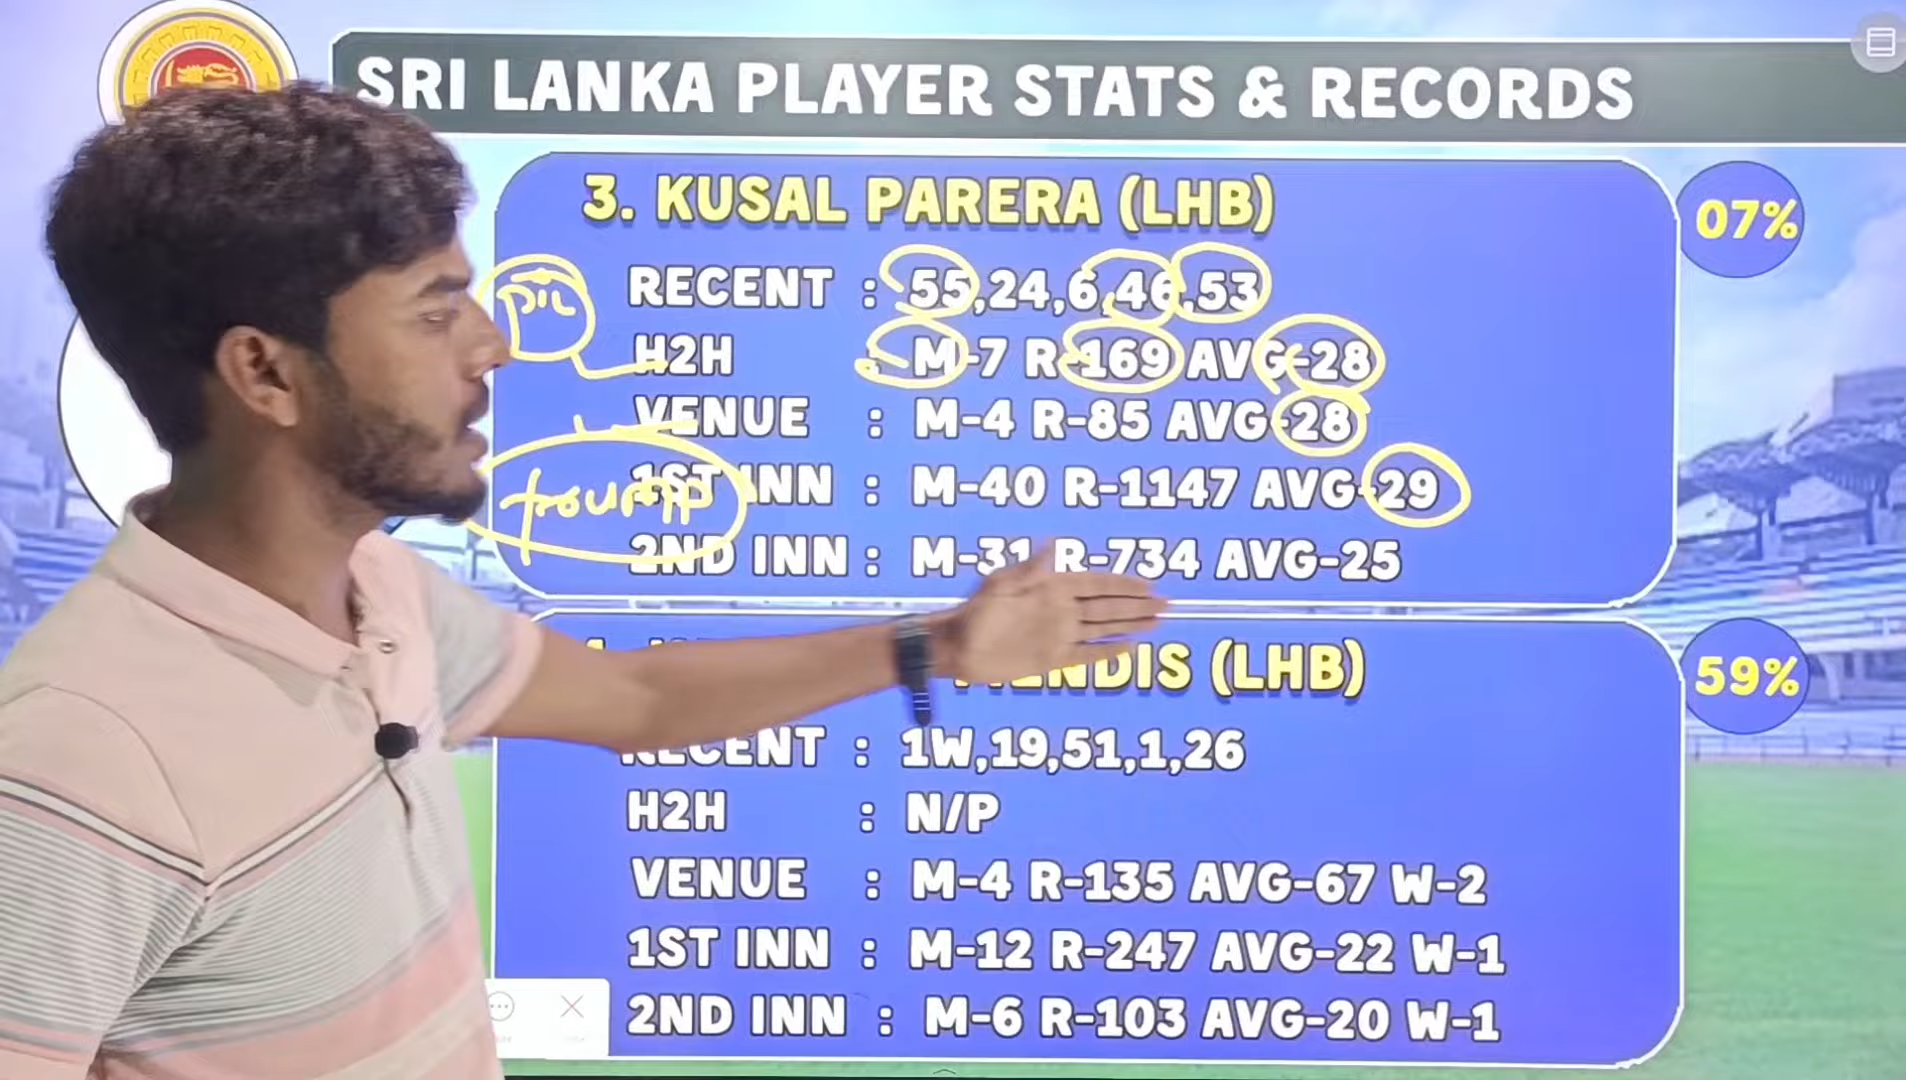 SRI LANKA PLAYER STATS & RECORDS
3. KUSAL PARERA (LHB)
07%
RECENT : 55,24,6,46,53
H2H : M-7 R-169 AVG-28
VENUE : M-4 R-85 AVG-28
1ST INN : M-40 R-1147 AVG-29
2ND INN : M-31 R-734 AVG-25
MENDIS (LHB)
59%
RECENT : 1W,19,51,1,26
H2H : N/P
VENUE : M-4 R-135 AVG-67 W-2
1ST INN : M-12 R-247 AVG-22 W-1
2ND INN : M-6 R-103 AVG-20 W-1